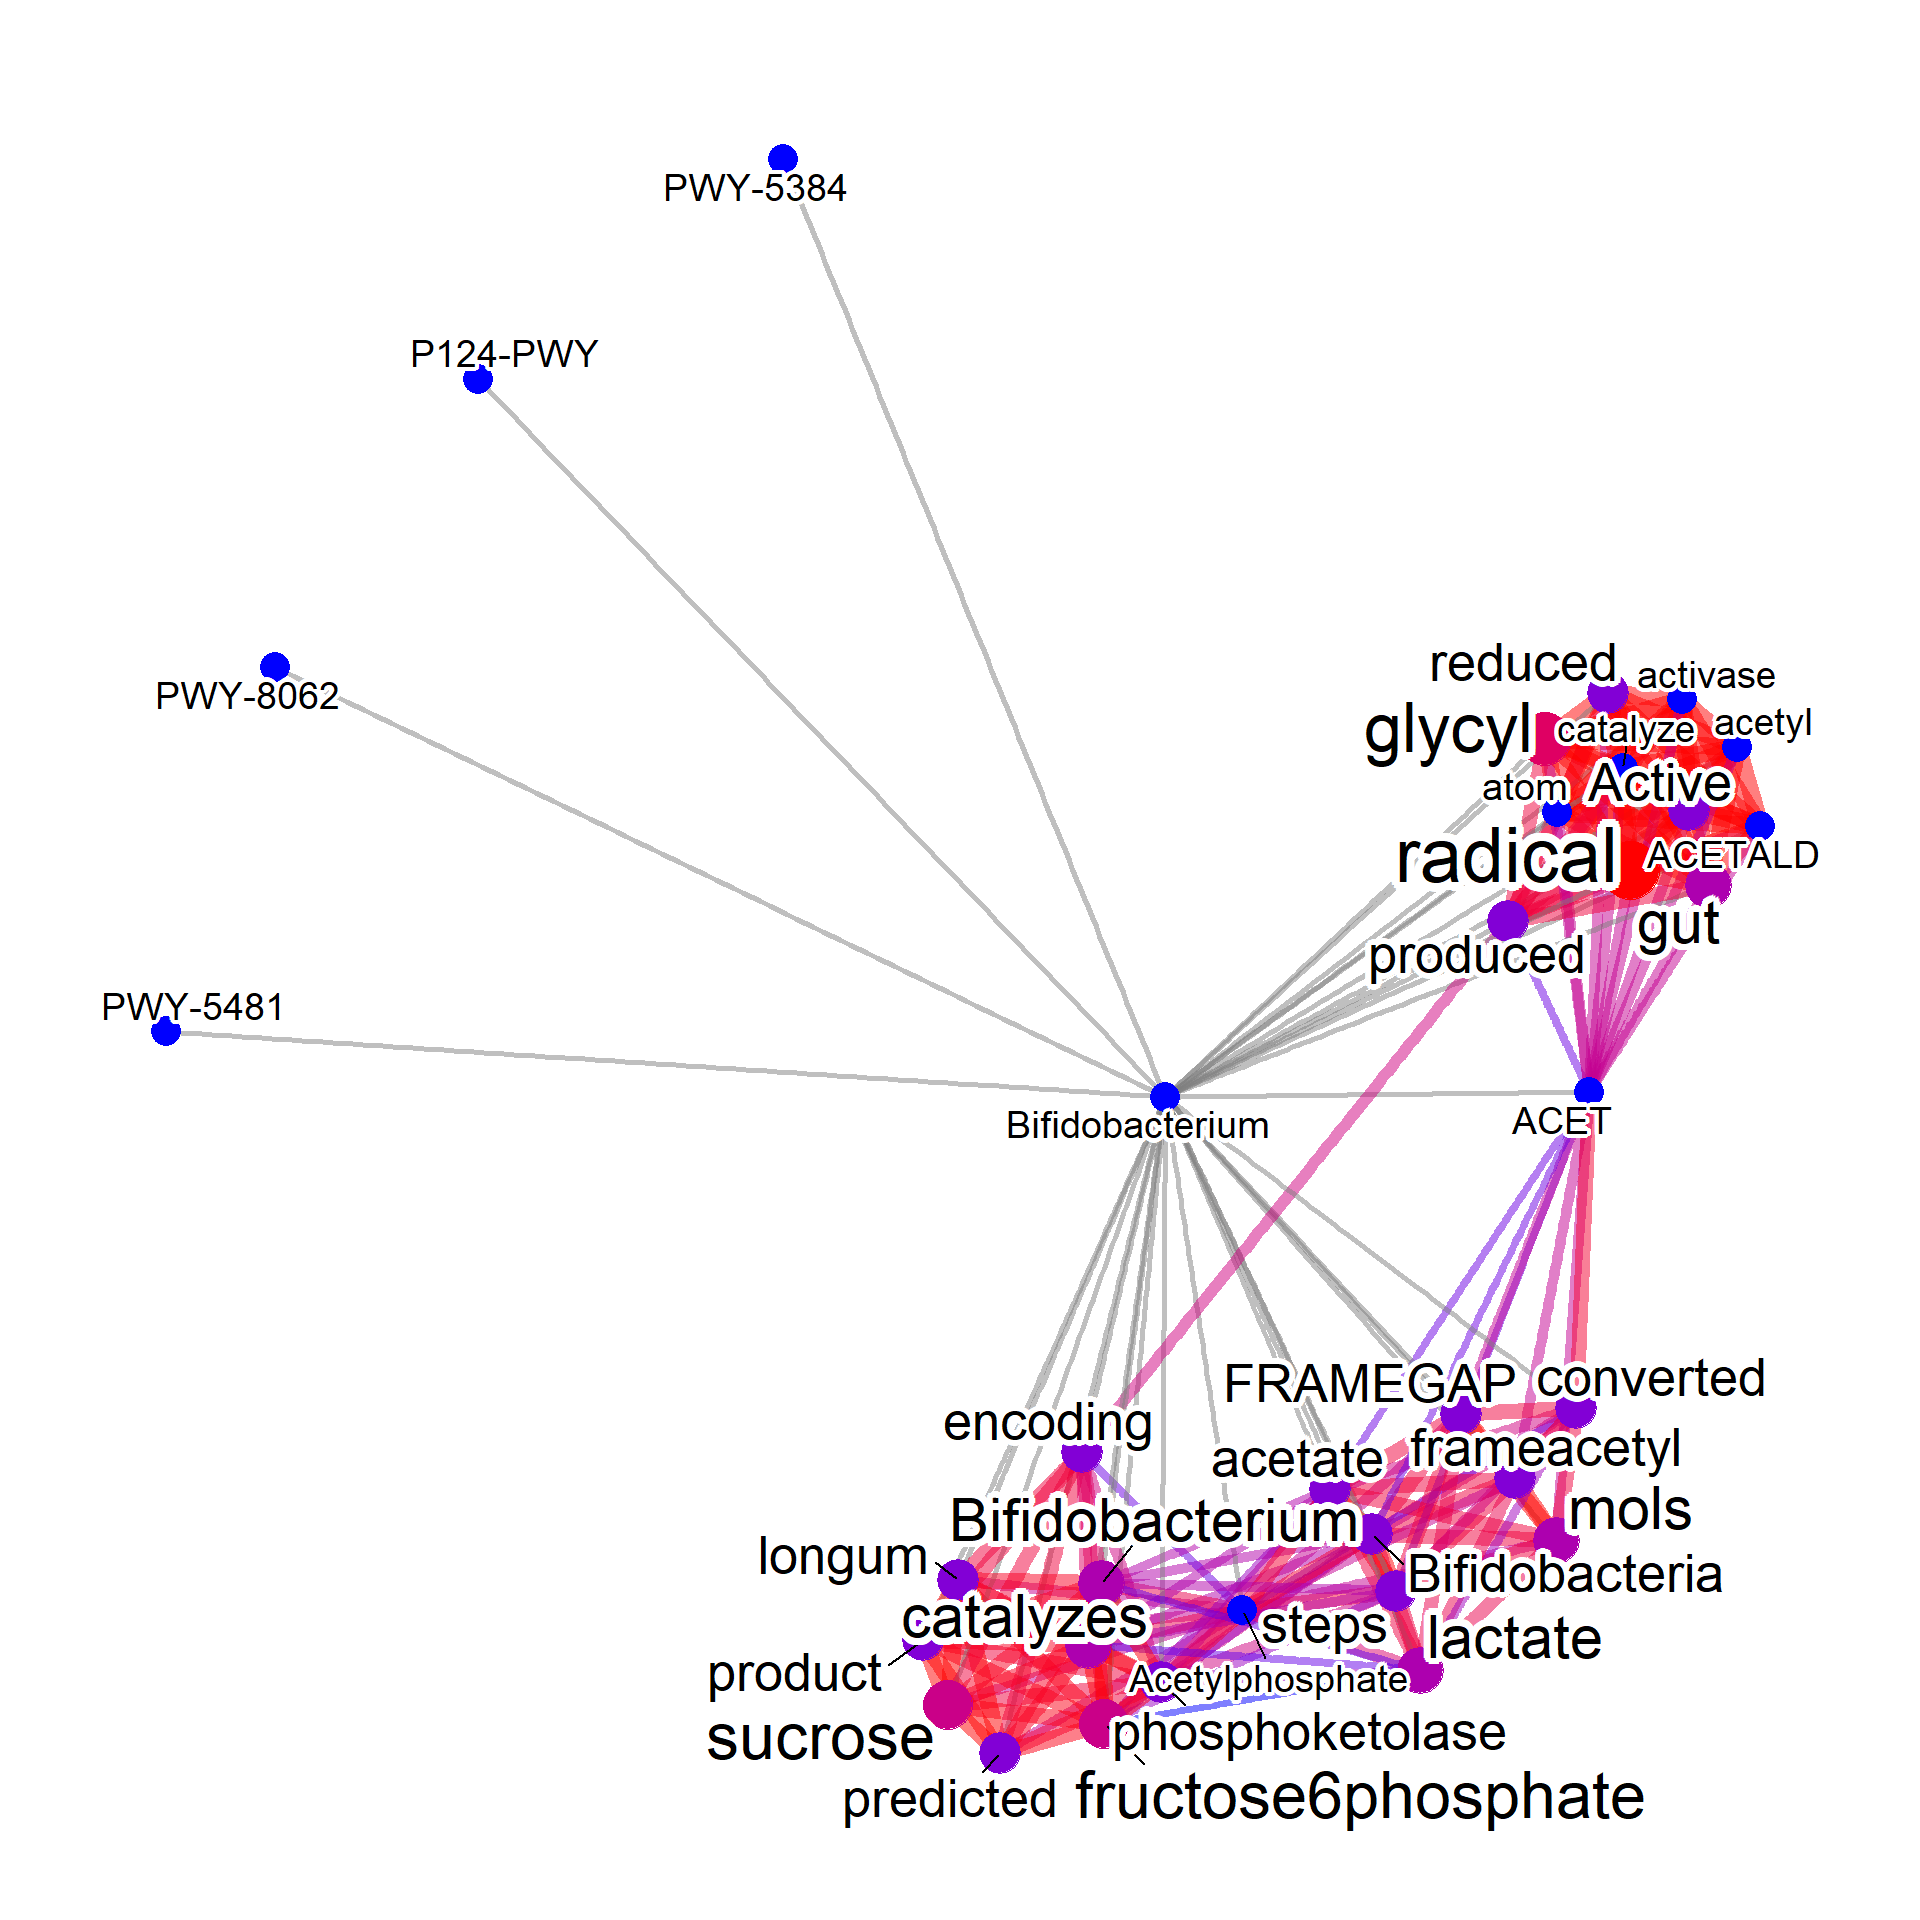 PWY-5384
P124-PWY
PWY-8062
PWY-5481
reduced
activase
glycyl
catalyze
acetyl
atom
Active
radical
ACETALD
gut
produced
Bifidobacterium
ACET
FRAMEGAP
converted
encoding
acetate
frameacetyl
Bifidobacterium
mols
longum
Bifidobacteria
catalyzes
steps
lactate
product
Acetylphosphate
sucrose
phosphoketolase
predicted
fructose6phosphate